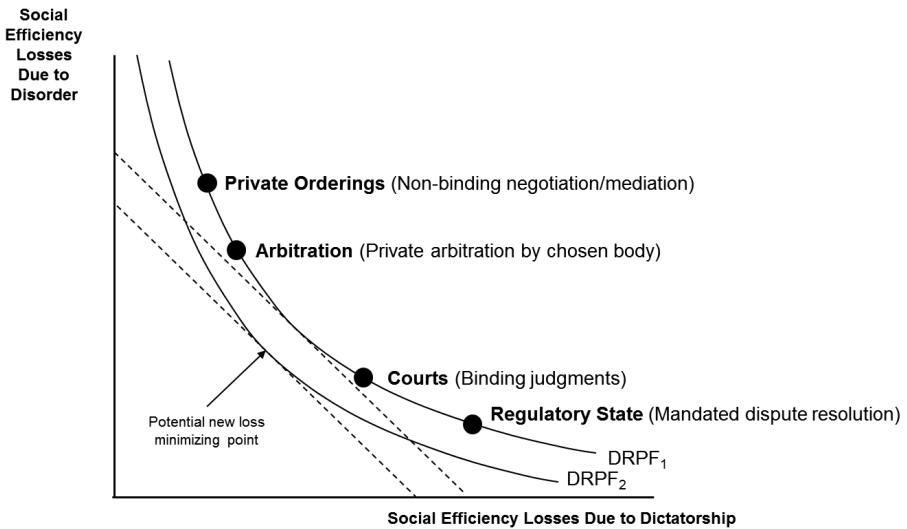 Social
Efficiency
Losses
Due to
Disorder
Private Orderings (Non-binding negotiation/mediation)
Arbitration (Private arbitration by chosen body)
Courts (Binding judgments)
Regulatory State (Mandated dispute resolution)
Potential new loss
minimizing point
DRPF1
DRPF2
Social Efficiency Losses Due to Dictatorship